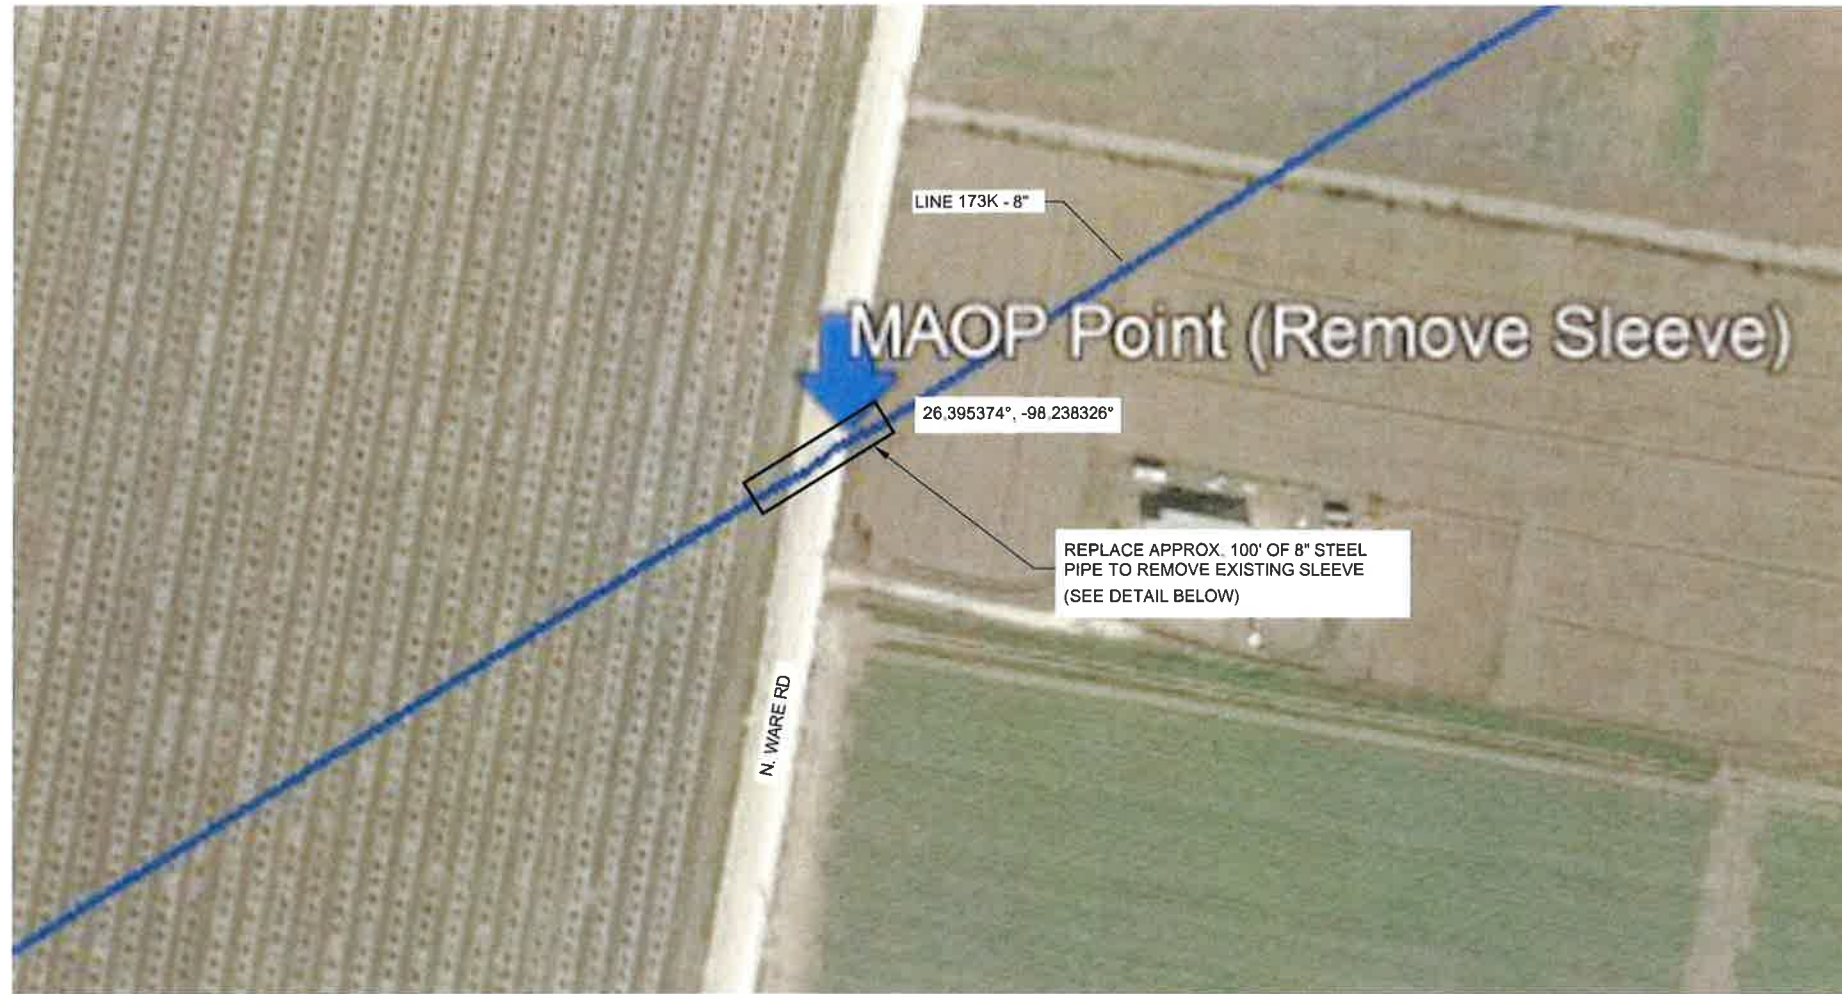 LINE 173K - 8"
MAOP Point (Remove Sleeve)
26.395374°, -98.238326°
REPLACE APPROX. 100' OF 8" STEEL
PIPE TO REMOVE EXISTING SLEEVE
(SEE DETAIL BELOW)
N. WARE RD